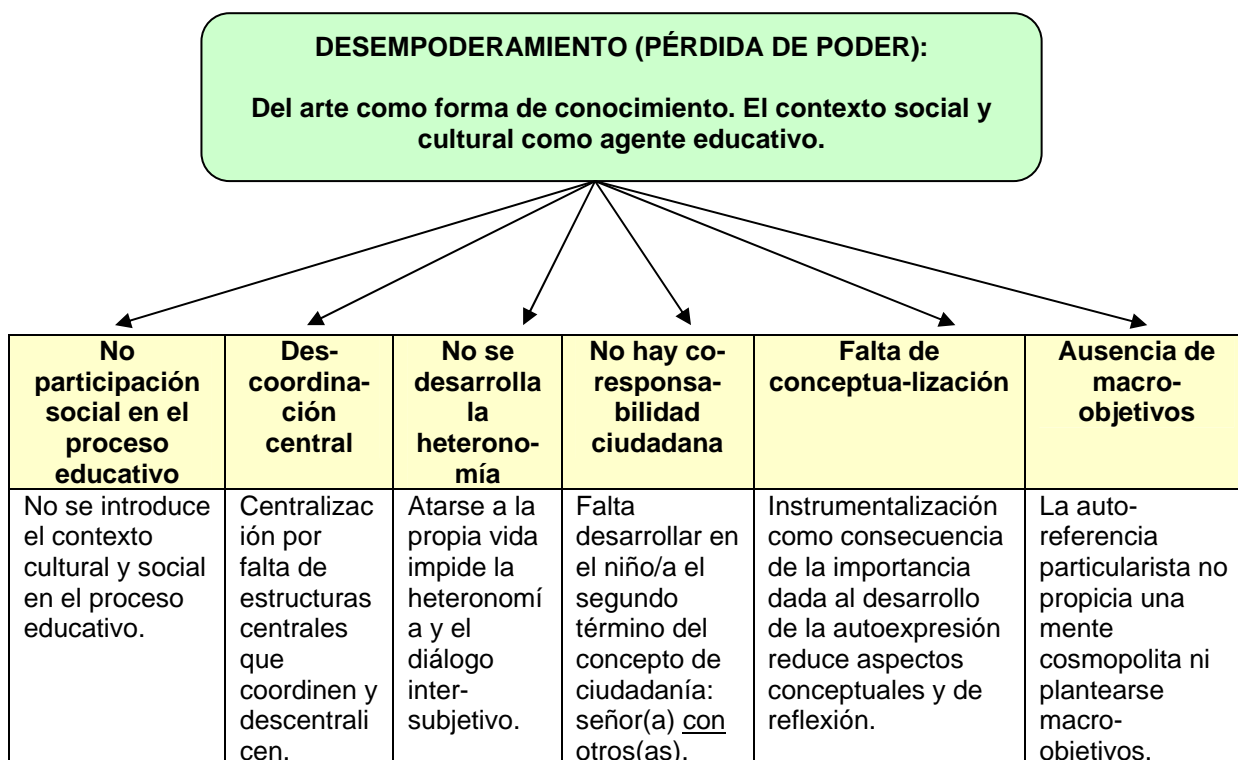 DESEMPODERAMIENTO (PÉRDIDA DE PODER):
Del arte como forma de conocimiento. El contexto social y
cultural como agente educativo.
No
participación
social en el
proceso
educativo
Des-
coordina-
ción
central
No se
desarrolla
la
heterono-
mía
No hay co-
responsa-
bilidad
ciudadana
Falta de
conceptua-lización
Ausencia de
macro-
objetivos
No se introduce
el contexto
cultural y social
en el proceso
educativo.
Centralizac
ión por
falta de
estructuras
centrales
que
coordinen y
descentrali
cen.
Atarse a la
propia vida
impide la
heteronomí
a y el
diálogo
inter-
subjetivo.
Falta
desarrollar en
el niño/a el
segundo
término del
concepto de
ciudadanía:
señor(a) con
otros(as).
Instrumentalización
como consecuencia
de la importancia
dada al desarrollo
de la autoexpresión
reduce aspectos
conceptuales y de
reflexión.
La auto-
referencia
particularista no
propicia una
mente
cosmopolita ni
plantearse
macro-
objetivos.